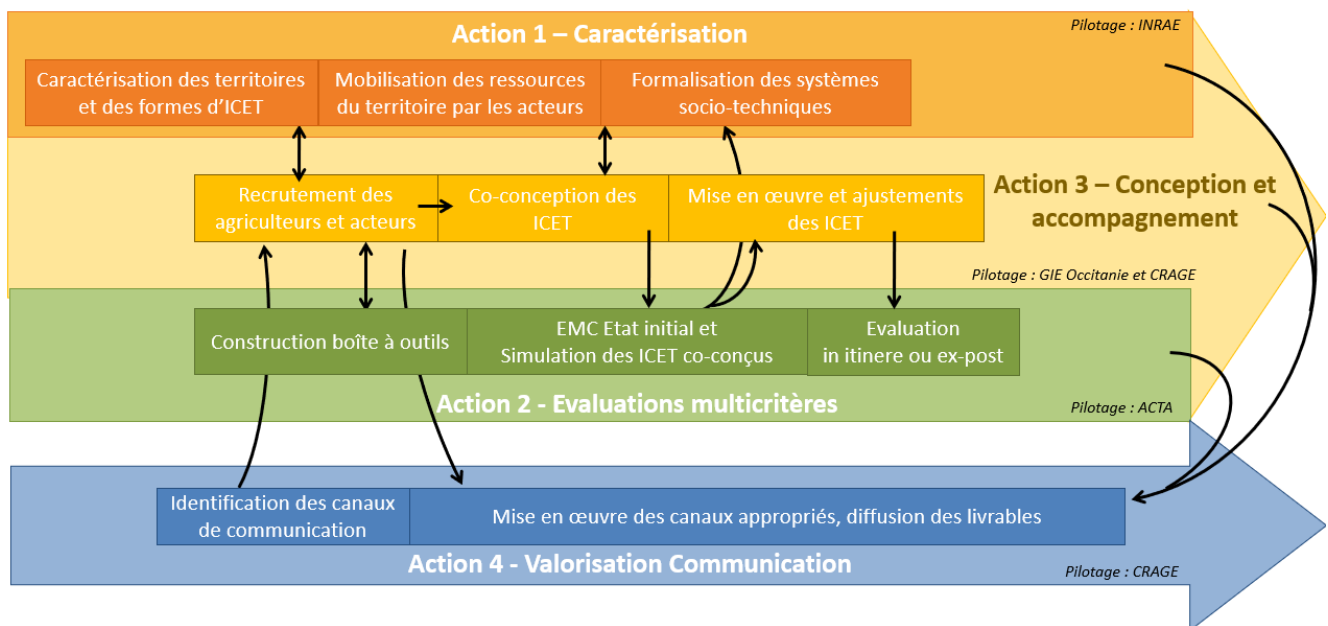 Pilotage : INRAE
Action 1 – Caractérisation
Caractérisation des territoires
et des formes d'ICET
Mobilisation des ressources
du territoire par les acteurs
Formalisation des systèmes
socio-techniques
Recrutement des
agriculteurs et acteurs
Co-conception des
ICET
Mise en œuvre et ajustements
des ICET
Action 3 – Conception et
accompagnement
Pilotage : GIE Occitanie et CRAGE
Construction boîte à outils
EMC Etat initial et
Simulation des ICET co-conçus
Evaluation
in itinere ou ex-post
Action 2 - Evaluations multicritères
Pilotage : ACTA
Identification des canaux
de communication
Mise en œuvre des canaux appropriés, diffusion des livrables
Action 4 - Valorisation Communication
Pilotage : CRAGE